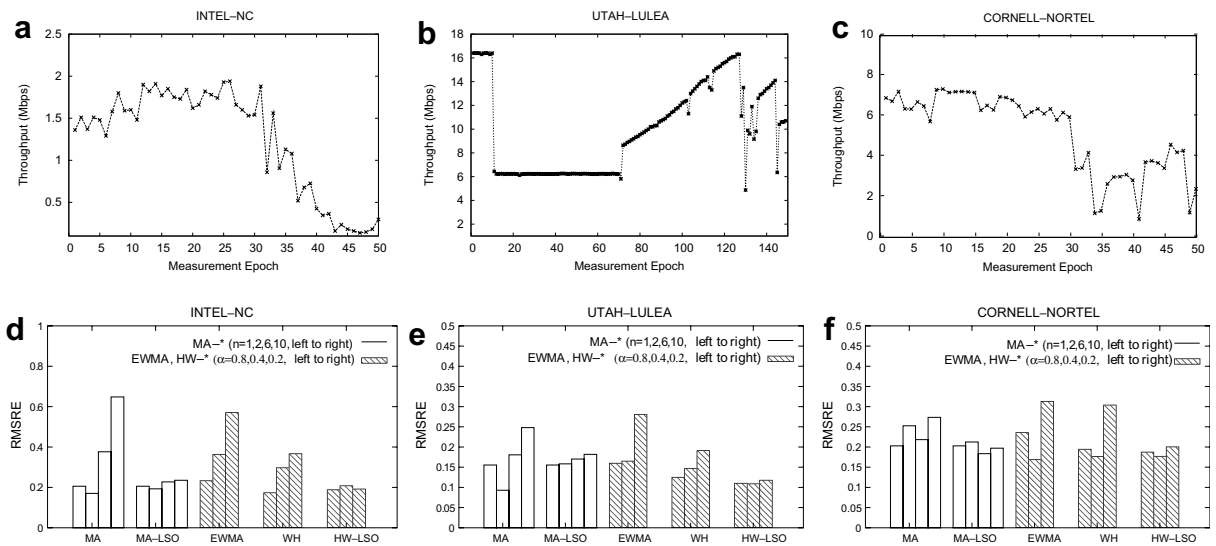 a
INTEL–NC
Throughput (Mbps)
2.5
2
1.5
1
0.5
0 5 10 15 20 25 30 35 40 45 50
Measurement Epoch
b
UTAH–LULEA
Throughput (Mbps)
18
16
14
12
10
8
6
4
2
0 20 40 60 80 100 120 140
Measurement Epoch
c
CORNELL–NORTEL
Throughput (Mbps)
10
8
6
4
2
0
0 5 10 15 20 25 30 35 40 45 50
Measurement Epoch
d
INTEL–NC
RMSRE
1
0.8
0.6
0.4
0.2
0
MA–* (n=1,2,6,10, left to right)
EWMA, HW–* (α=0.8,0.4,0.2, left to right)
MA MA–LSO EWMA WH HW–LSO
e
UTAH–LULEA
RMSRE
0.5
0.45
0.4
0.35
0.3
0.25
0.2
0.15
0.1
0.05
0
MA–* (n=1,2,6,10, left to right)
EWMA, HW–* (α=0.8,0.4,0.2, left to right)
MA MA–LSO EWMA WH HW–LSO
f
CORNELL–NORTEL
RMSRE
0.5
0.45
0.4
0.35
0.3
0.25
0.2
0.15
0.1
0.05
0
MA–* (n=1,2,6,10, left to right)
EWMA, HW–* (α=0.8,0.4,0.2, left to right)
MA MA–LSO EWMA WH HW–LSO